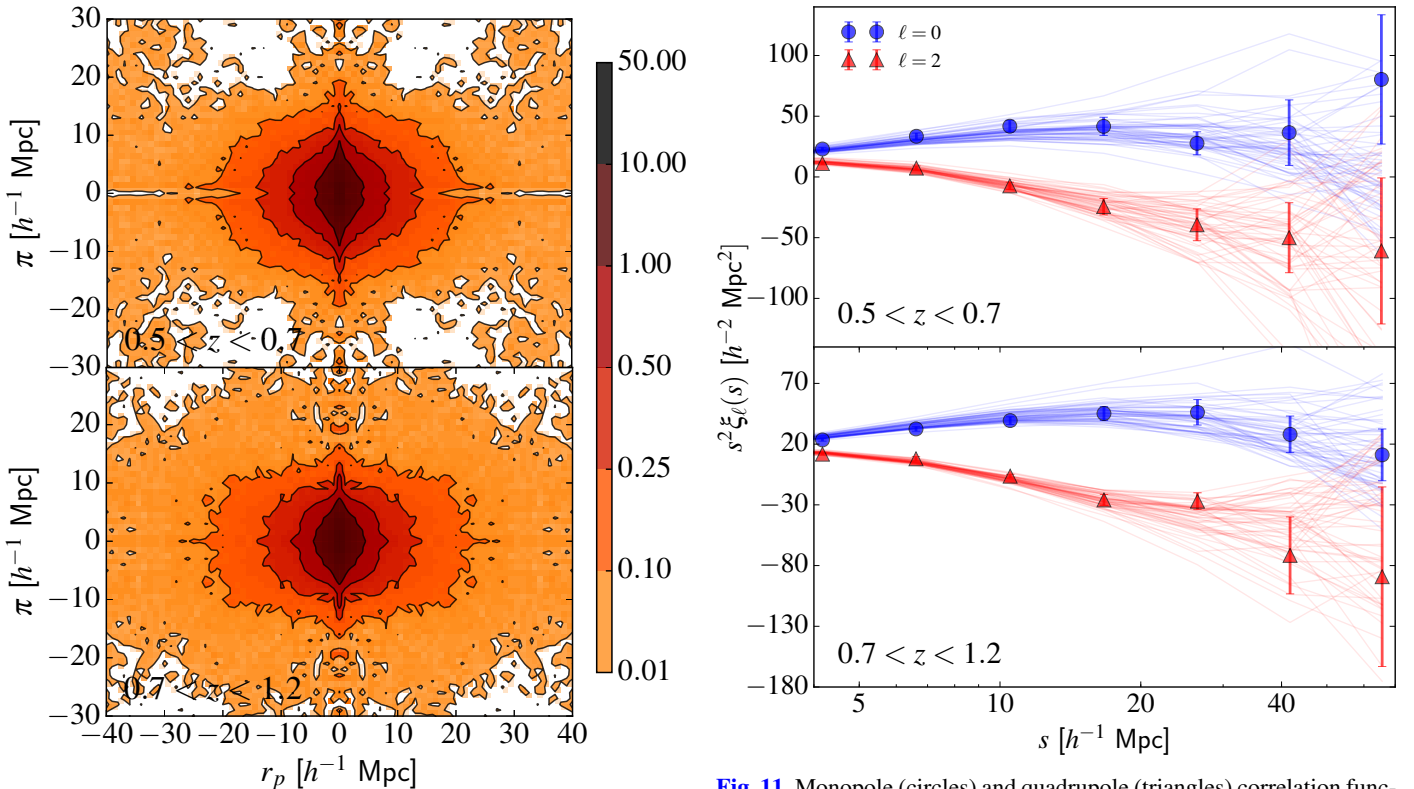 30
20
10
0
−10
−20
−30
π [h⁻¹ Mpc]
0.5 < z < 0.7
20
10
0
−10
−20
−30
π [h⁻¹ Mpc]
0.7 < z < 1.2
−40 −30 −20 −10 0 10 20 30 40
r_p [h⁻¹ Mpc]
50.00
10.00
1.00
0.50
0.25
0.10
0.01
ℓ = 0
ℓ = 2
100
50
0
−50
−100
0.5 < z < 0.7
s²ξ_ℓ(s) [h⁻² Mpc²]
70
20
−30
−80
−130
−180
0.7 < z < 1.2
5 10 20 40
s [h⁻¹ Mpc]
Fig. 11. Monopole (circles) and quadrupole (triangles) correlation func-